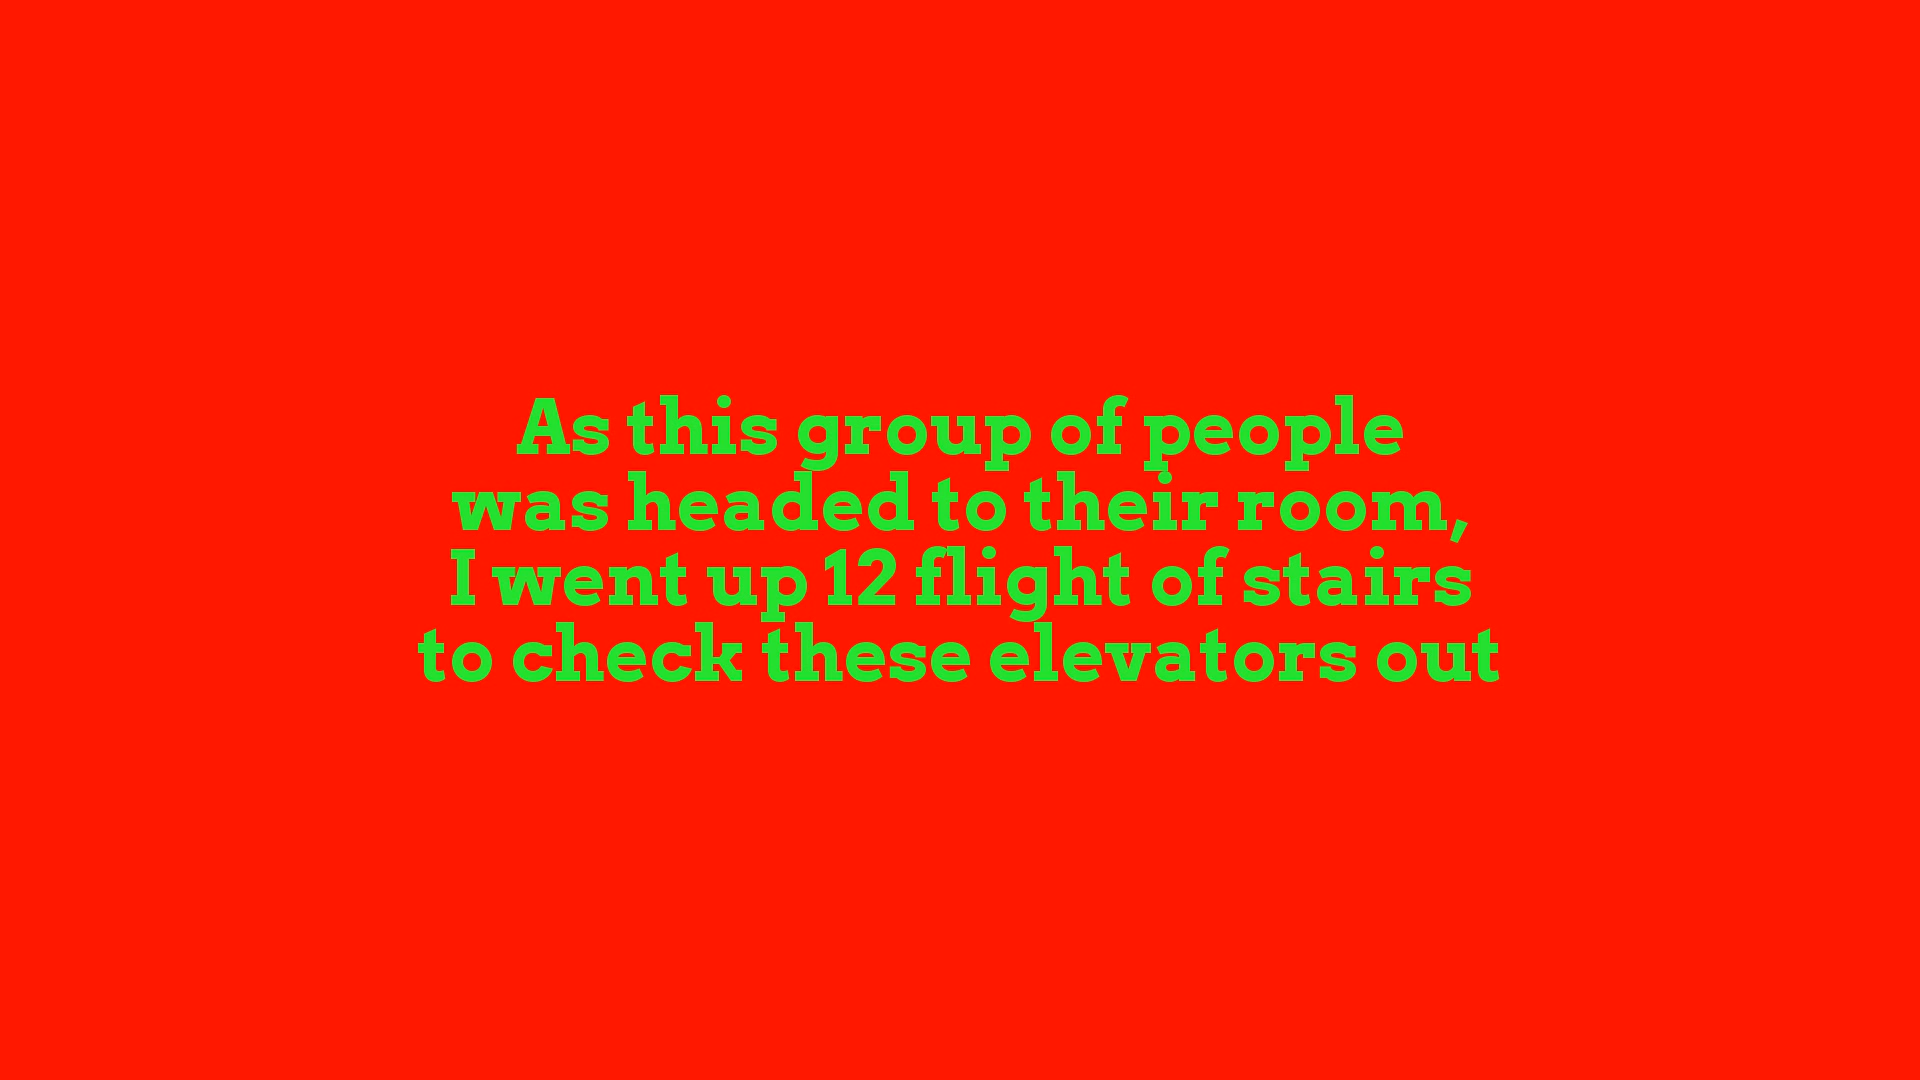 As this group of people
was headed to their room,
I went up 12 flight of stairs
to check these elevators out